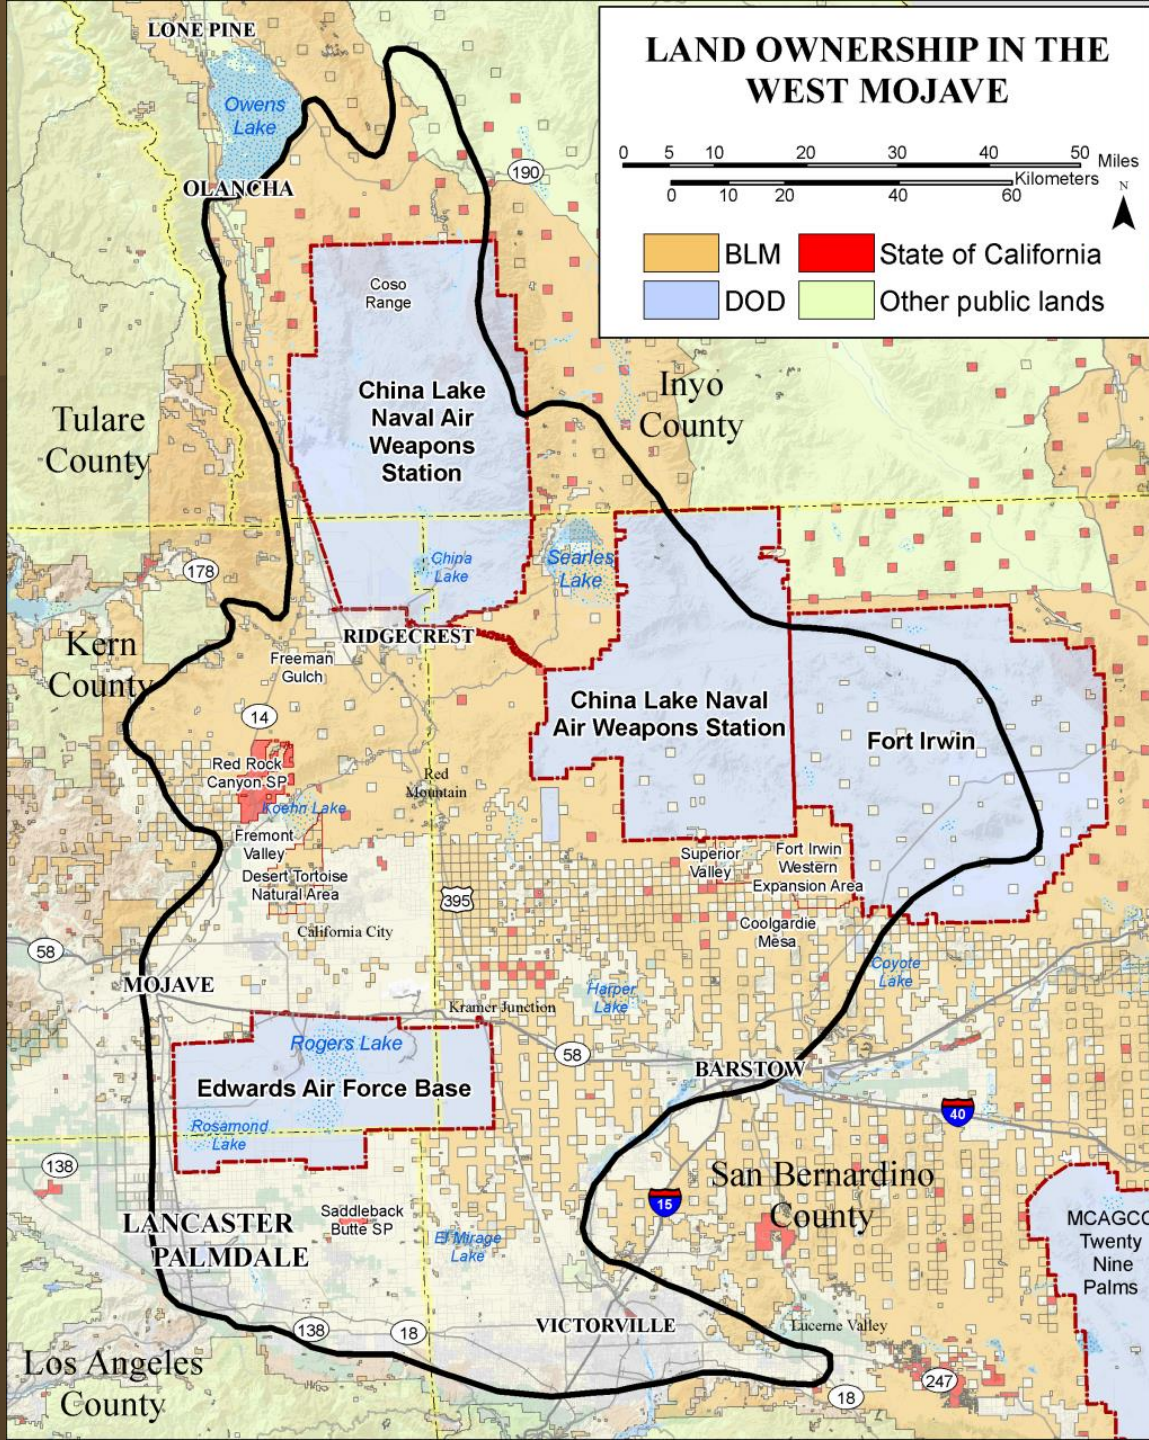 LAND OWNERSHIP IN THE
WEST MOJAVE
0 5 10 20 30 40 50 Miles
Kilometers
0 10 20 40 60
N
BLM
State of California
DOD
Other public lands
LONE PINE
Owens
Lake
190
OLANCHA
Coso
Range
China Lake
Naval Air
Weapons
Station
Inyo
County
Tulare
County
178
China
Lake
Searles
Lake
Kern
County
RIDGECREST
Freeman
Gulch
14
China Lake Naval
Air Weapons Station
Fort Irwin
Red Rock
Canyon SP
Red
Mountain
Koehn Lake
Fremont
Valley
Desert Tortoise
Natural Area
Superior
Valley
Fort Irwin
Western
Expansion Area
395
California City
Coolgardie
Mesa
58
MOJAVE
Coyote
Lake
Harper
Lake
Kramer Junction
Rogers Lake
58
BARSTOW
Edwards Air Force Base
40
Rosamond
Lake
138
San Bernardino
County
15
LANCASTER
PALMDALE
Saddleback
Butte SP
El Mirage
Lake
MCAGCC
Twenty
Nine
Palms
138
18
VICTORVILLE
Lucerne Valley
Los Angeles
County
247
18